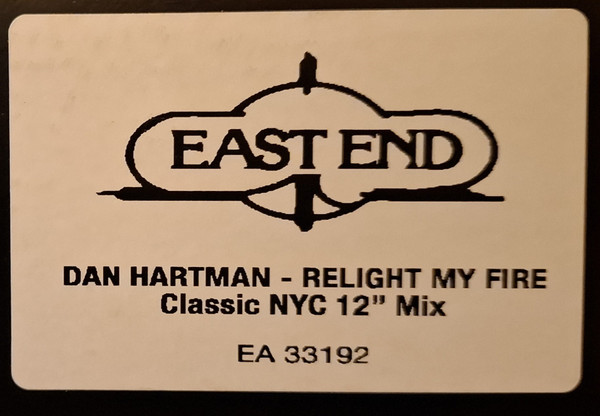 EAST END
DAN HARTMAN - RELIGHT MY FIRE
Classic NYC 12” Mix
EA 33192